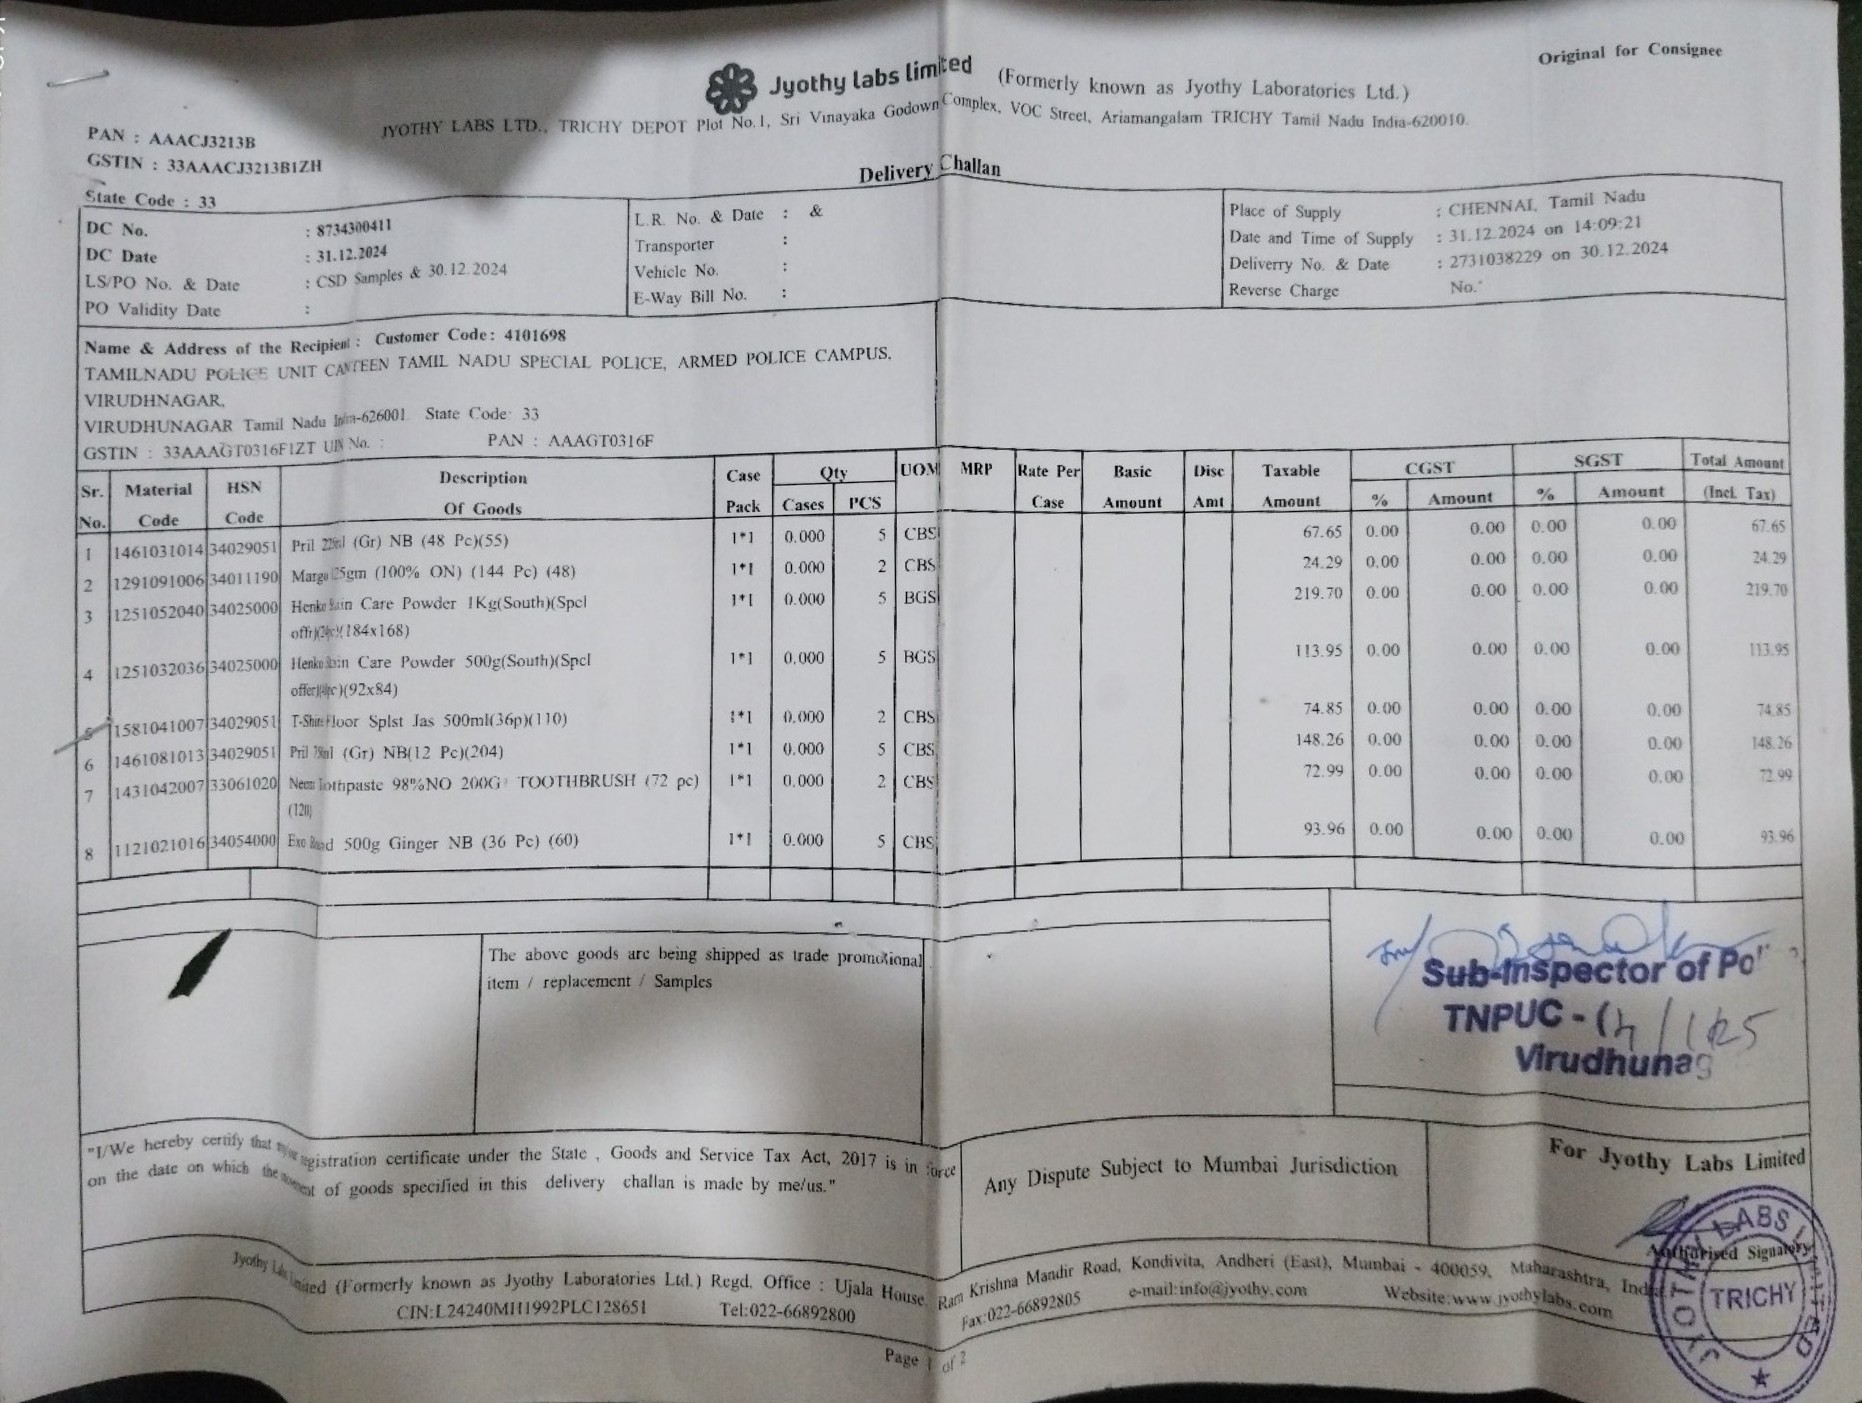 Original for Consignee
Jyothy labs limited (Formerly known as Jyothy Laboratories Ltd.)
JYOTHY LABS LTD., TRICHY DEPOT Plot No.1, Sri Vinayaka Godown Complex, VOC Street, Ariamangalam TRICHY Tamil Nadu India-620010.
PAN : AAACJ3213B
GSTIN : 33AAACJ3213B1ZH
State Code : 33
Delivery Challan
DC No. : 8734300411
DC Date : 31.12.2024
LS/PO No. & Date : CSD Samples & 30.12.2024
PO Validity Date :
L.R. No. & Date : &
Transporter :
Vehicle No. :
E-Way Bill No. :
Place of Supply : CHENNAI, Tamil Nadu
Date and Time of Supply : 31.12.2024 on 14:09:21
Deliverry No. & Date : 2731038229 on 30.12.2024
Reverse Charge No.
Name & Address of the Recipient : Customer Code: 4101698
TAMILNADU POLICE UNIT CANTEEN TAMIL NADU SPECIAL POLICE, ARMED POLICE CAMPUS,
VIRUDHNAGAR,
VIRUDHUNAGAR Tamil Nadu India-626001. State Code: 33
GSTIN : 33AAAGT0316F1ZT UIN No. : PAN : AAAGT0316F
Sr. No. Material Code HSN Code Description Of Goods Case Pack Qty Cases PCS UOM MRP Rate Per Case Basic Amount Disc Amt Taxable Amount CGST % Amount SGST % Amount Total Amount (Incl. Tax)
1 1461031014 34029051 Pril (Gr) NB (48 Pc)(55) 1*1 0.000 5 CBS 67.65 0.00 0.00 0.00 0.00 67.65
2 1291091006 34011190 Margo (100% ON) (144 Pc) (48) 1*1 0.000 2 CBS 24.29 0.00 0.00 0.00 0.00 24.29
3 1251052040 34025000 Henko Stain Care Powder 1Kg(South)(Spcl 1*1 0.000 5 BGS 219.70 0.00 0.00 0.00 0.00 219.70
4 1251032036 34025000 Henko Stain Care Powder 500g(South)(Spcl 1*1 0.000 5 BGS 113.95 0.00 0.00 0.00 0.00 113.95
(92x84)
5 1581041007 34029051 T-Shine Floor Splst Jas 500ml(36p)(110) 1*1 0.000 2 CBS 74.85 0.00 0.00 0.00 0.00 74.85
6 1461081013 34029051 Pril (Gr) NB(12 Pc)(204) 1*1 0.000 5 CBS 148.26 0.00 0.00 0.00 0.00 148.26
7 1431042007 33061020 Neem Tothpaste 98%NO 200G+ TOOTHBRUSH (72 pc) 1*1 0.000 2 CBS 72.99 0.00 0.00 0.00 0.00 72.99
(120)
8 1121021016 34054000 Exo Round 500g Ginger NB (36 Pc) (60) 1*1 0.000 5 CBS 93.96 0.00 0.00 0.00 0.00 93.96
The above goods are being shipped as trade promotional
item / replacement / Samples
Sub-Inspector of
TNPUC -
Virudhunag
"I/We hereby certify that registration certificate under the State , Goods and Service Tax Act, 2017 is in force
on the date on which the of goods specified in this delivery challan is made by me/us."
Any Dispute Subject to Mumbai Jurisdiction
For Jyothy Labs Limited
Authorised Signatory
JYOTHY LABS LIMITED
TRICHY
Jyothy Labs Limited (Formerly known as Jyothy Laboratories Ltd.) Regd. Office : Ujala House, Ram Krishna Mandir Road, Kondivita, Andheri (East), Mumbai - 400059, Maharashtra, India
CIN:L24240MH1992PLC128651 Tel:022-66892800 Fax:022-66892805 e-mail:info@jyothy.com Website:www.jyothylabs.com
Page 1 of 2